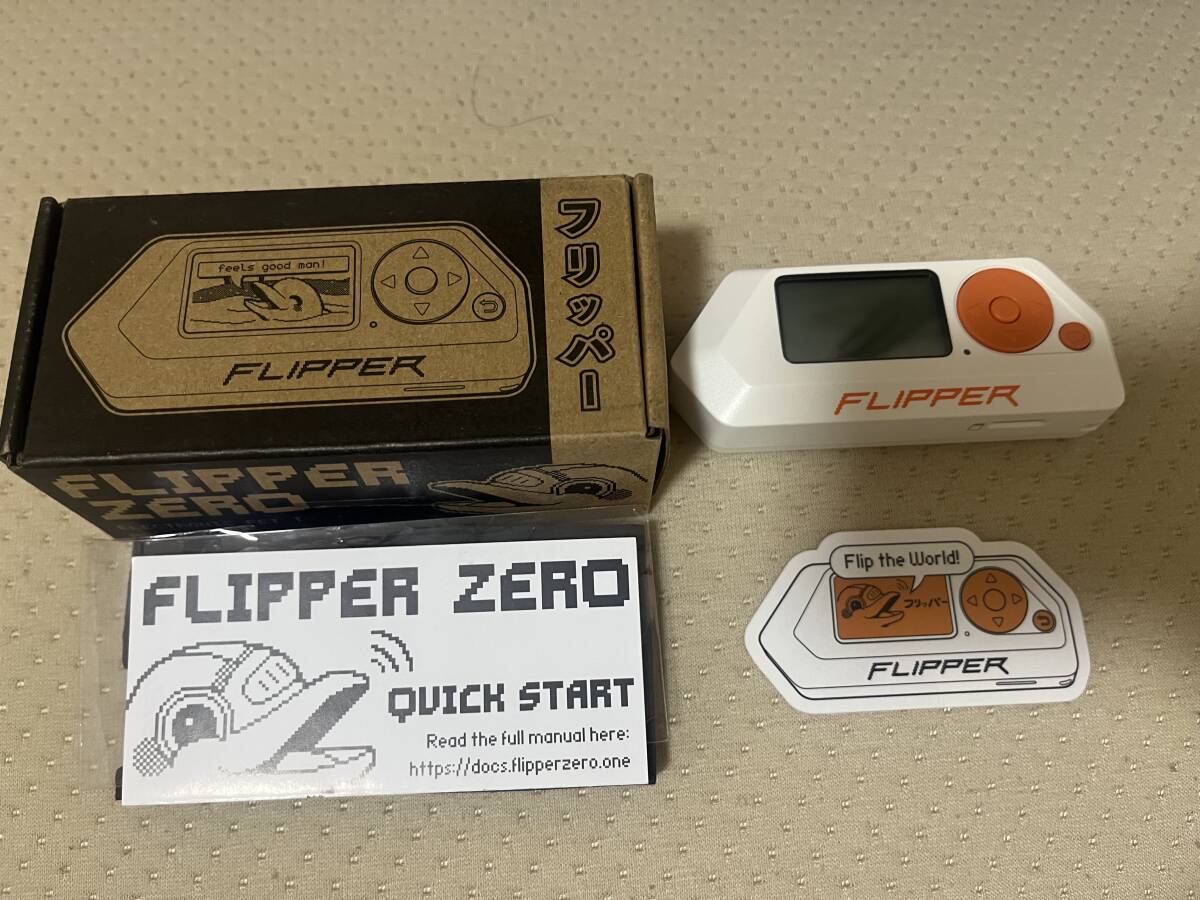 feels good man!
FLIPPER
フリッパー
FLIPPER
ZERO
FLIPPER
FLIPPER ZERO
QUICK START
Read the full manual here:
https://docs.flipperzero.one
Flip the World!
フリッパー
FLIPPER